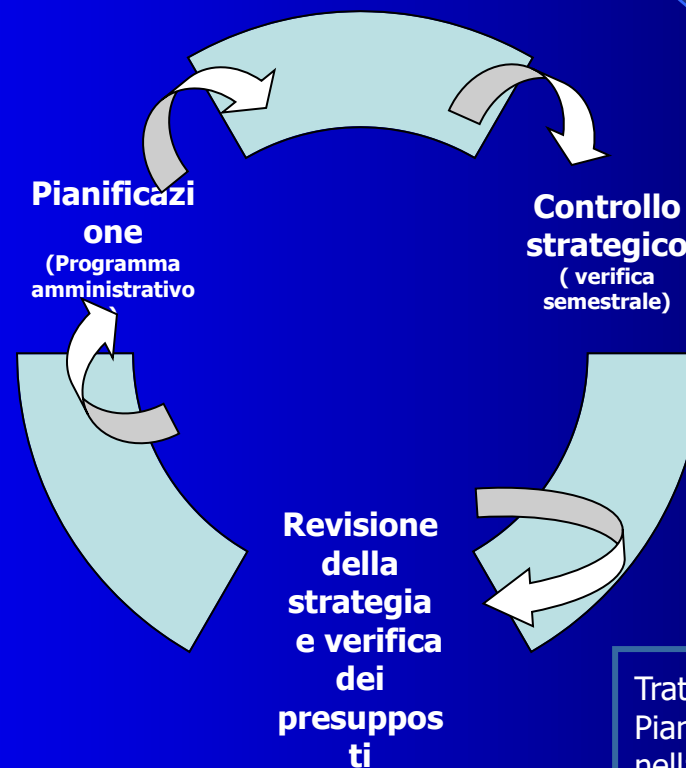 Pianificazi
one
(Programma
amministrativo
)
Controllo
strategico
( verifica
semestrale)
Revisione
della
strategia
e verifica
dei
presuppos
ti